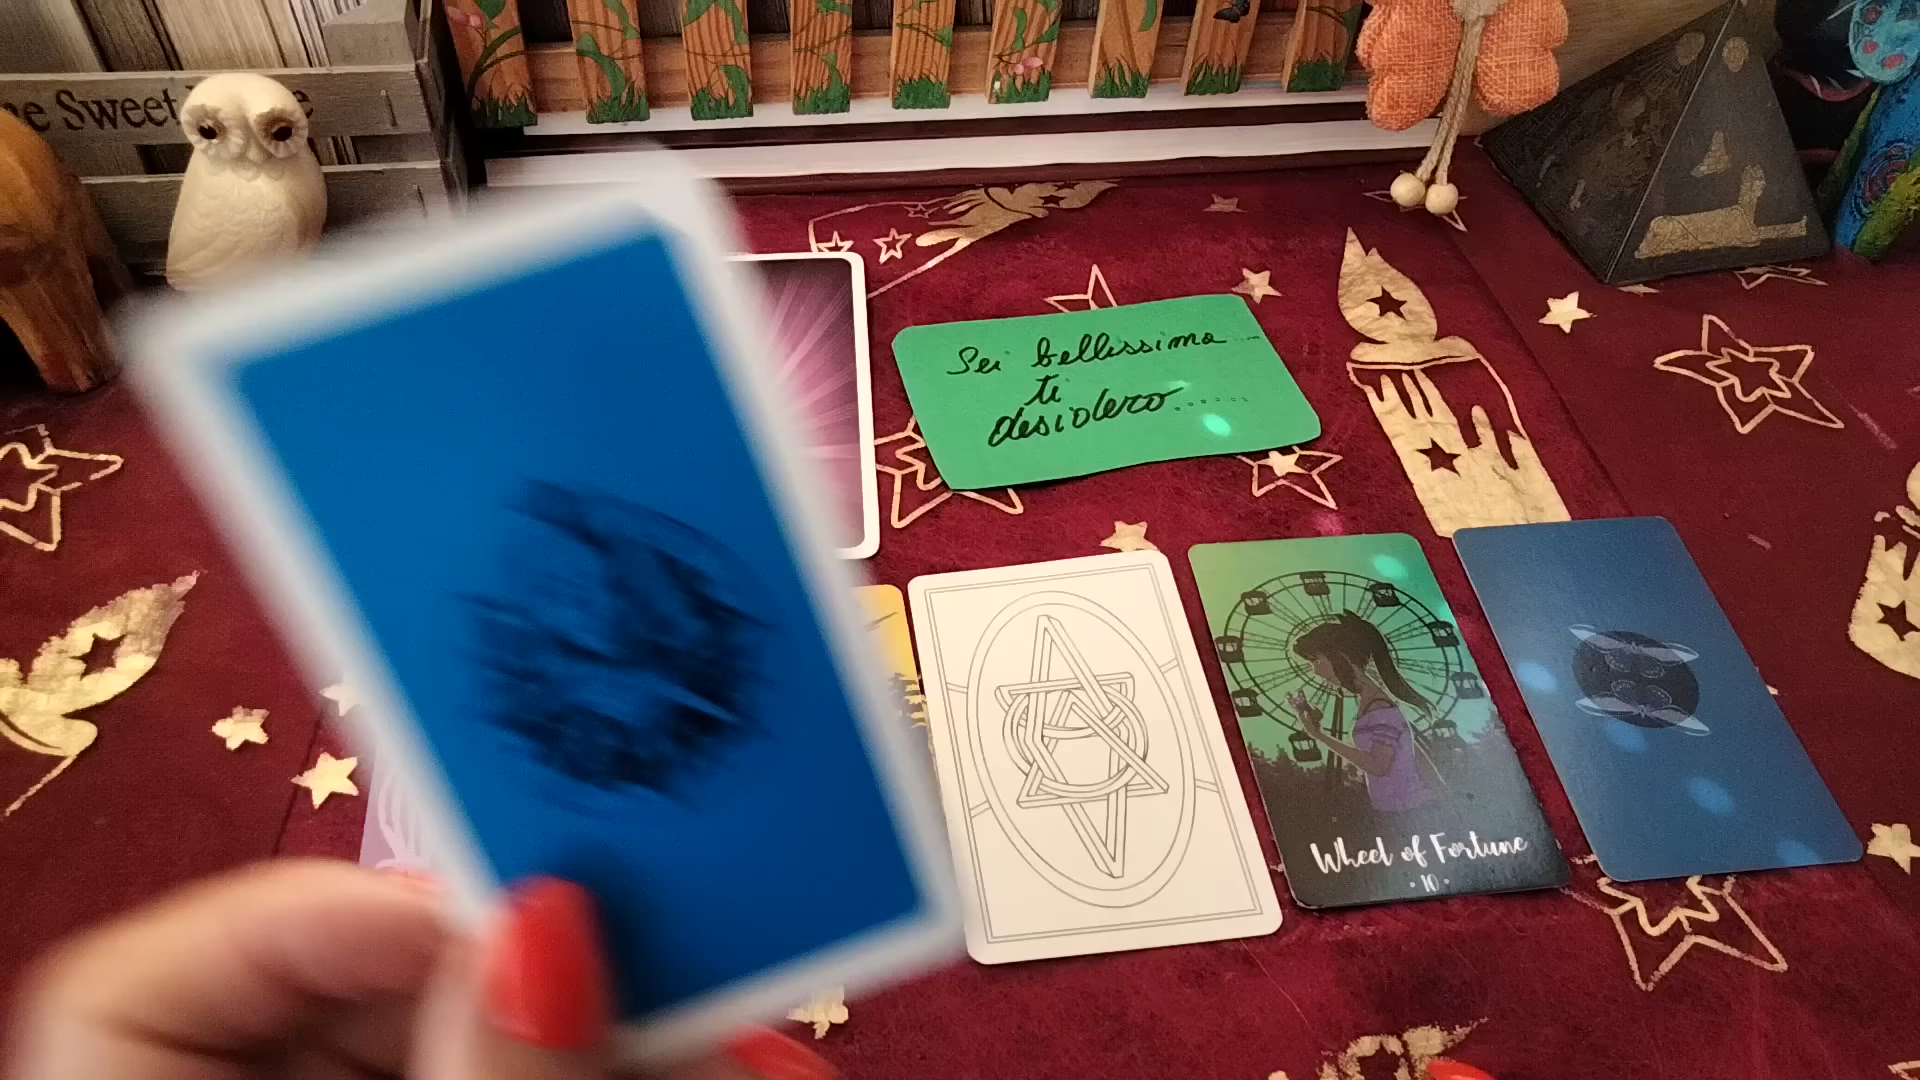 e Sweet
Sei bellissima ....
ti
desidero ......
Wheel of Fortune
• 10 •